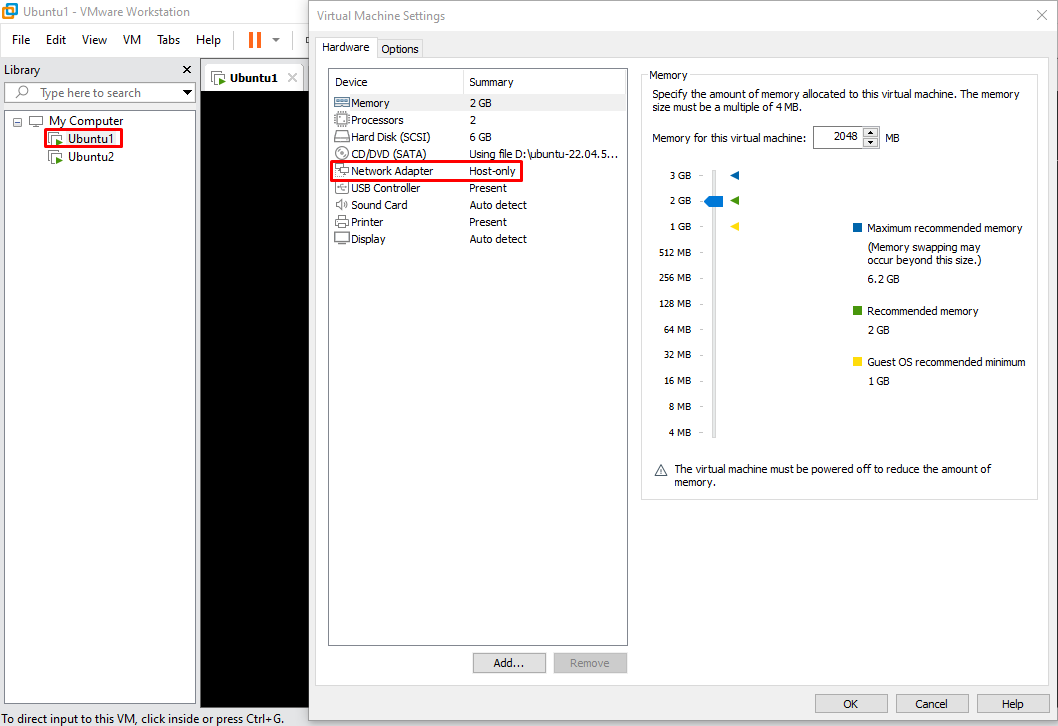 Ubuntu1 - VMware Workstation
File Edit View VM Tabs Help
Library
Type here to search
My Computer
Ubuntu1
Ubuntu2
Ubuntu1
To direct input to this VM, click inside or press Ctrl+G.
Virtual Machine Settings
Hardware Options
Device Summary
Memory 2 GB
Processors 2
Hard Disk (SCSI) 6 GB
CD/DVD (SATA) Using file D:\ubuntu-22.04.5...
Network Adapter Host-only
USB Controller Present
Sound Card Auto detect
Printer Present
Display Auto detect
Add... Remove
Memory
Specify the amount of memory allocated to this virtual machine. The memory
size must be a multiple of 4 MB.
Memory for this virtual machine: 2048 MB
3 GB
2 GB
1 GB
512 MB
256 MB
128 MB
64 MB
32 MB
16 MB
8 MB
4 MB
Maximum recommended memory
(Memory swapping may
occur beyond this size.)
6.2 GB
Recommended memory
2 GB
Guest OS recommended minimum
1 GB
The virtual machine must be powered off to reduce the amount of
memory.
OK Cancel Help